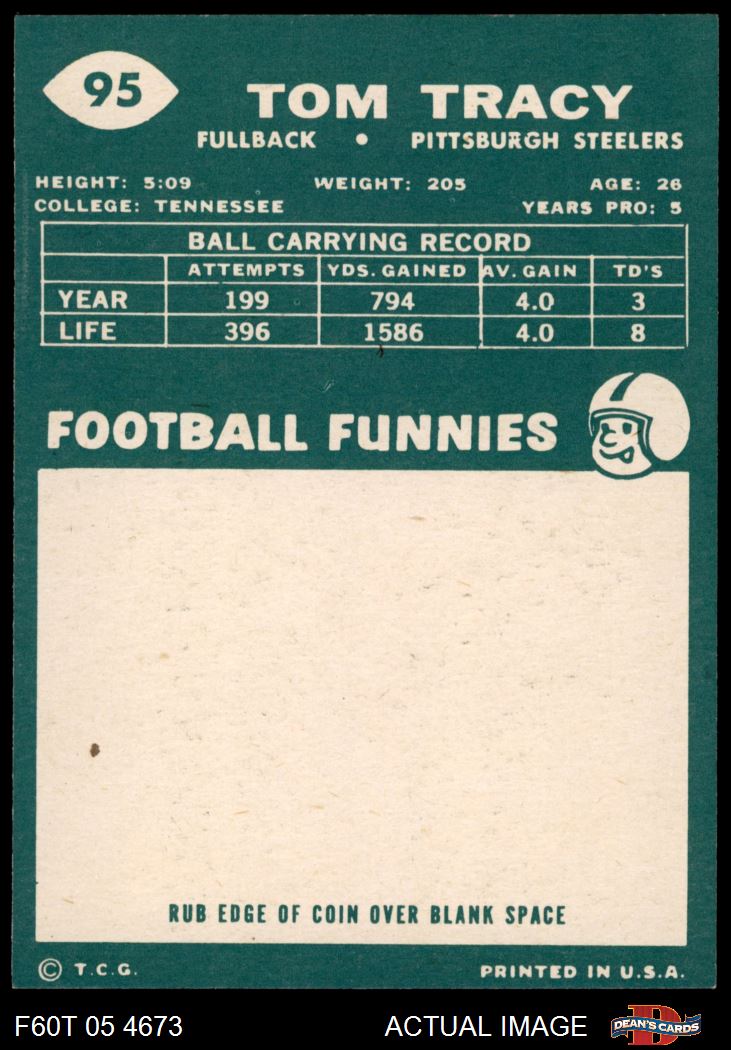 95
TOM TRACY
FULLBACK • PITTSBURGH STEELERS
HEIGHT: 5:09 WEIGHT: 205 AGE: 26
COLLEGE: TENNESSEE YEARS PRO: 5
BALL CARRYING RECORD
ATTEMPTS YDS. GAINED AV. GAIN TD'S
YEAR 199 794 4.0 3
LIFE 396 1586 4.0 8
FOOTBALL FUNNIES
RUB EDGE OF COIN OVER BLANK SPACE
© T.C.G. PRINTED IN U.S.A.
F60T 05 4673 ACTUAL IMAGE D DEAN'S CARDS